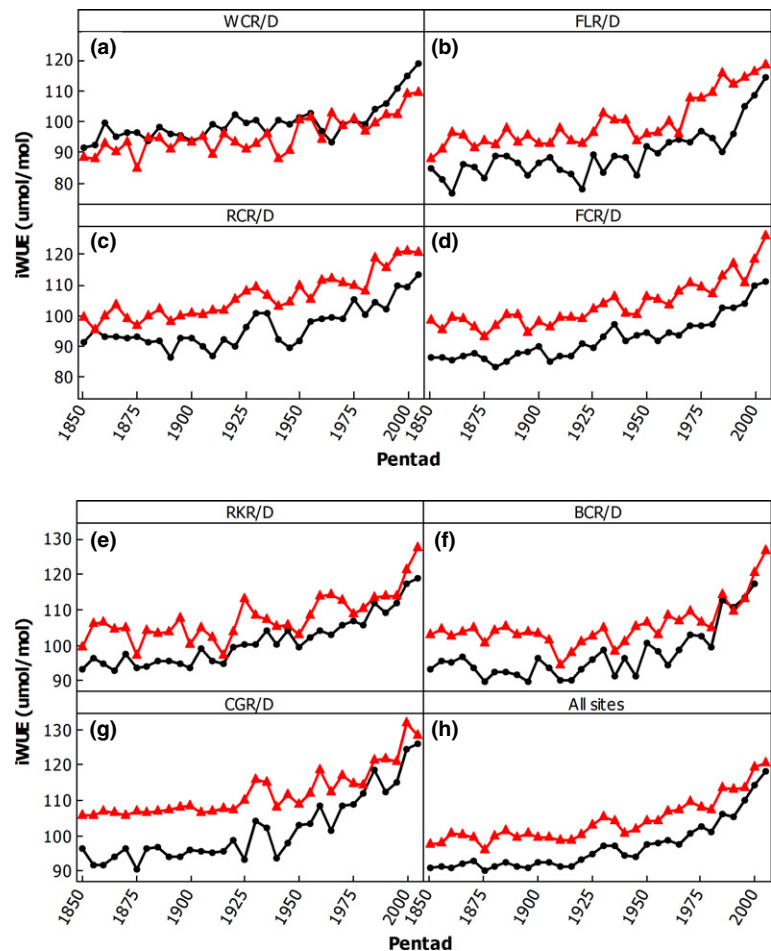 WCR/D
FLR/D
(a)
(b)
120
110
100
90
80
RCR/D
FCR/D
(c)
(d)
120
110
100
90
80
iWUE (umol/mol)
1850
1875
1900
1925
1950
1975
2000
1850
1875
1900
1925
1950
1975
2000
Pentad
RKR/D
BCR/D
(e)
(f)
130
120
110
100
90
CGR/D
All sites
(g)
(h)
130
120
110
100
90
iWUE (umol/mol)
1850
1875
1900
1925
1950
1975
2000
1850
1875
1900
1925
1950
1975
2000
Pentad